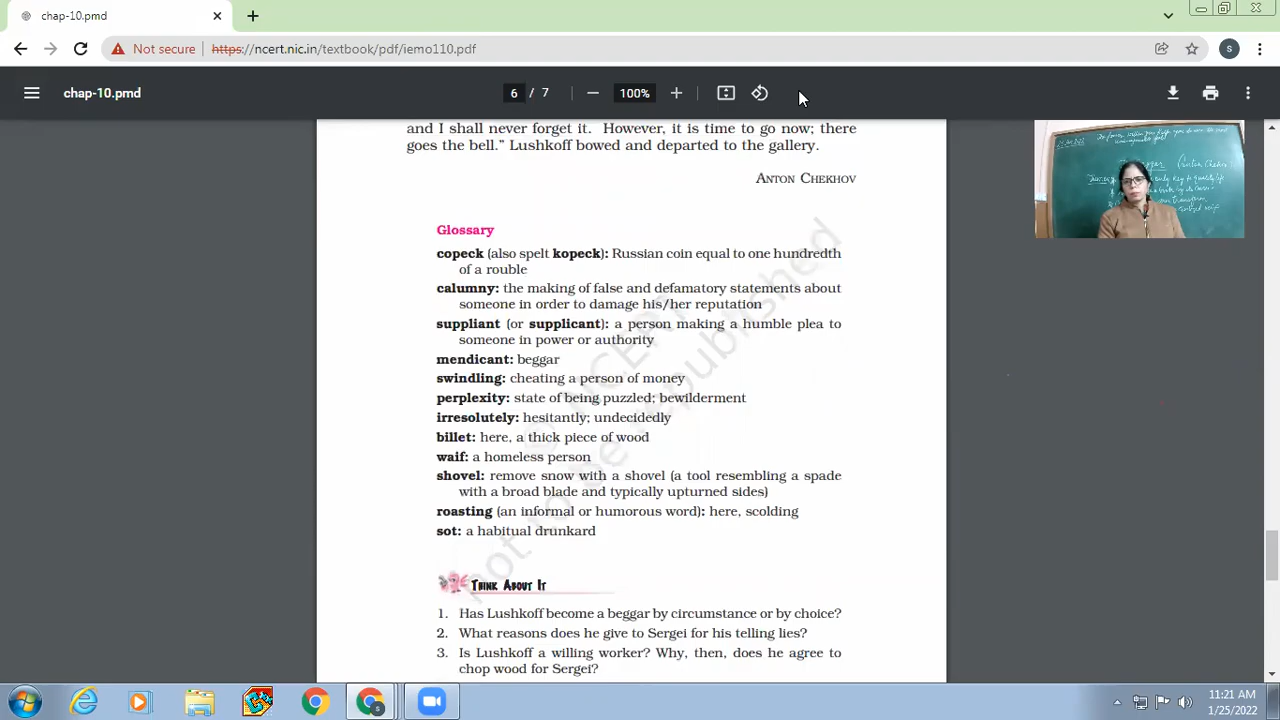 chap-10.pmd
Not secure
https://ncert.nic.in/textbook/pdf/iemo110.pdf
S
chap-10.pmd
6 / 7
100%
and I shall never forget it. However, it is time to go now; there
goes the bell.” Lushkoff bowed and departed to the gallery.
ANTON CHEKHOV
Glossary
copeck (also spelt kopeck): Russian coin equal to one hundredth
of a rouble
calumny: the making of false and defamatory statements about
someone in order to damage his/her reputation
suppliant (or supplicant): a person making a humble plea to
someone in power or authority
mendicant: beggar
swindling: cheating a person of money
perplexity: state of being puzzled; bewilderment
irresolutely: hesitantly; undecidedly
billet: here, a thick piece of wood
waif: a homeless person
shovel: remove snow with a shovel (a tool resembling a spade
with a broad blade and typically upturned sides)
roasting (an informal or humorous word): here, scolding
sot: a habitual drunkard
THINK ABOUT IT
1. Has Lushkoff become a beggar by circumstance or by choice?
2. What reasons does he give to Sergei for his telling lies?
3. Is Lushkoff a willing worker? Why, then, does he agree to
chop wood for Sergei?
not to be republished
Anton Chekov
11:21 AM
1/25/2022